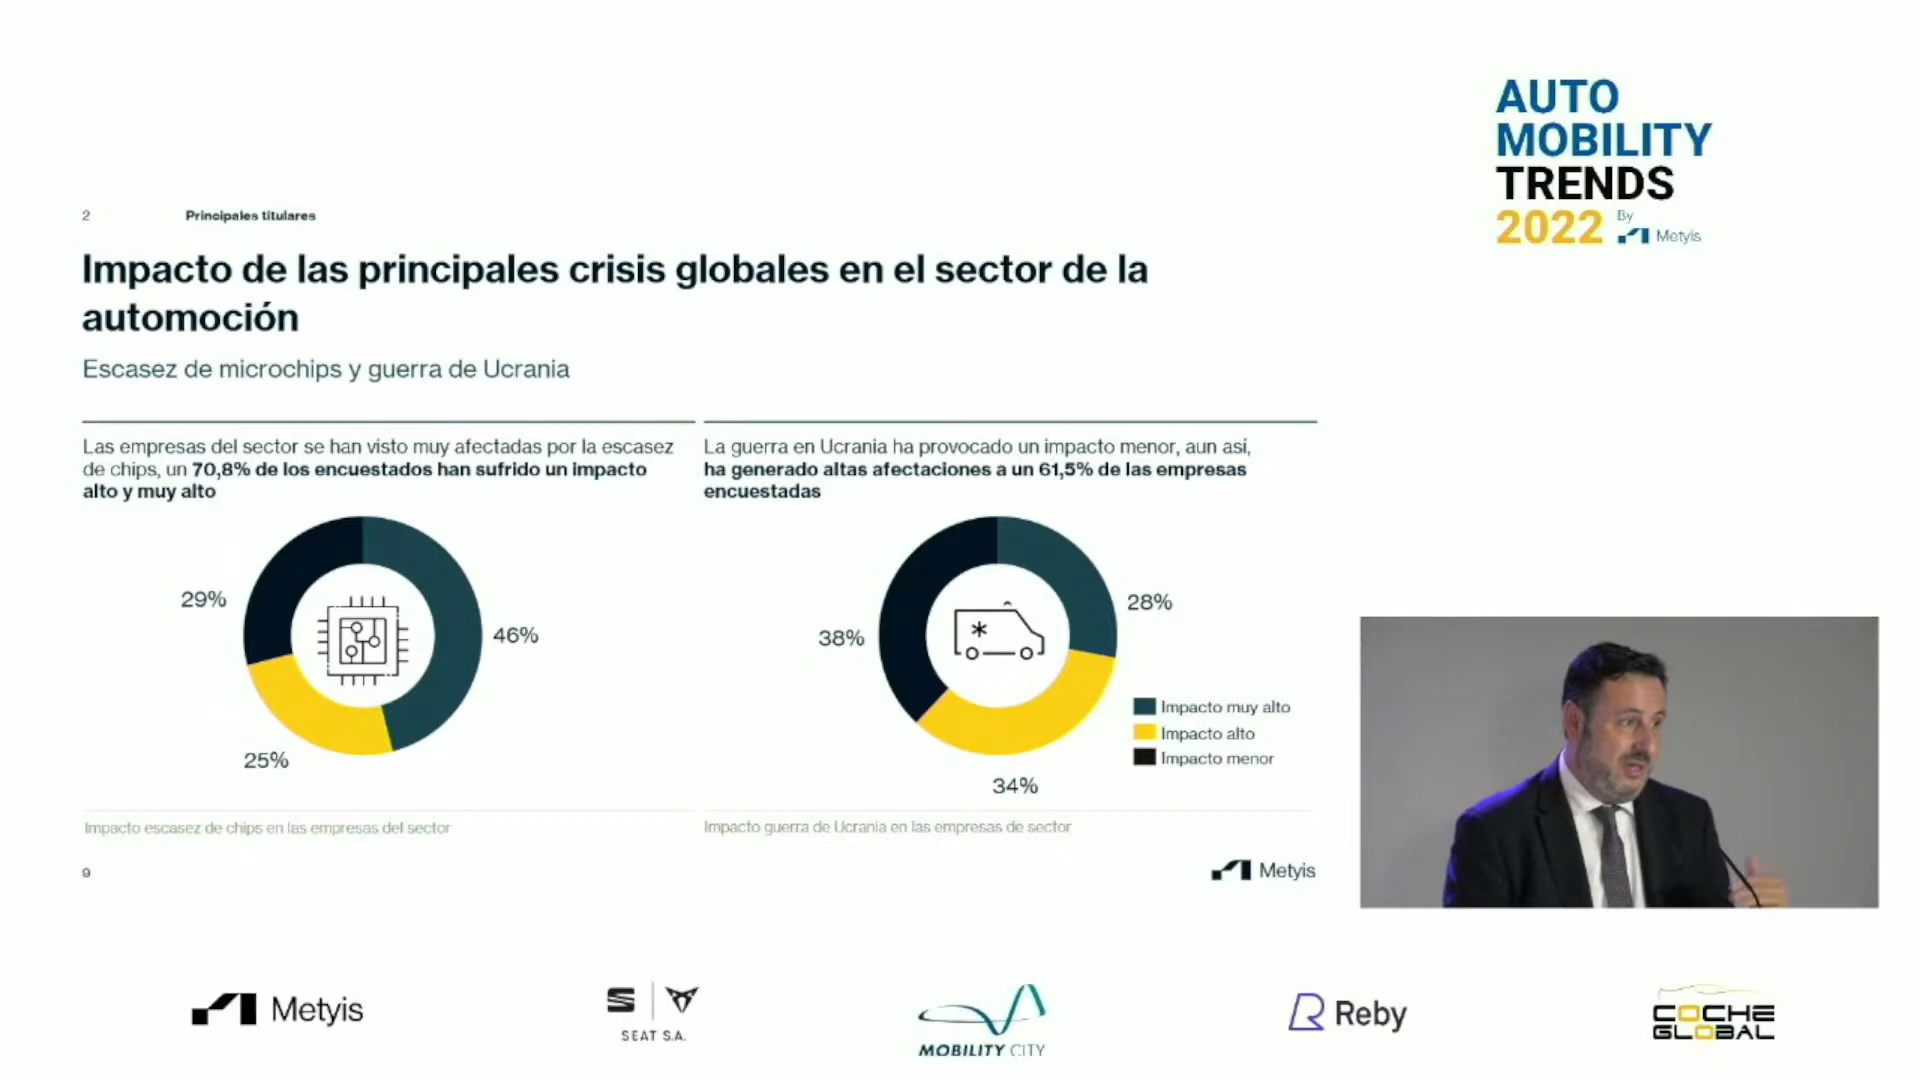 AUTO
MOBILITY
TRENDS
2022 By
Metyis
2 Principales titulares
Impacto de las principales crisis globales en el sector de la
automoción
Escasez de microchips y guerra de Ucrania
Las empresas del sector se han visto muy afectadas por la escasez
de chips, un 70,8% de los encuestados han sufrido un impacto
alto y muy alto
29%
46%
25%
Impacto escasez de chips en las empresas del sector
La guerra en Ucrania ha provocado un impacto menor, aun así,
ha generado altas afectaciones a un 61,5% de las empresas
encuestadas
28%
38%
34%
Impacto muy alto
Impacto alto
Impacto menor
Impacto guerra de Ucrania en las empresas de sector
9
Metyis
Metyis
SEAT S.A.
MOBILITY CITY
Reby
COCHE
GLOBAL